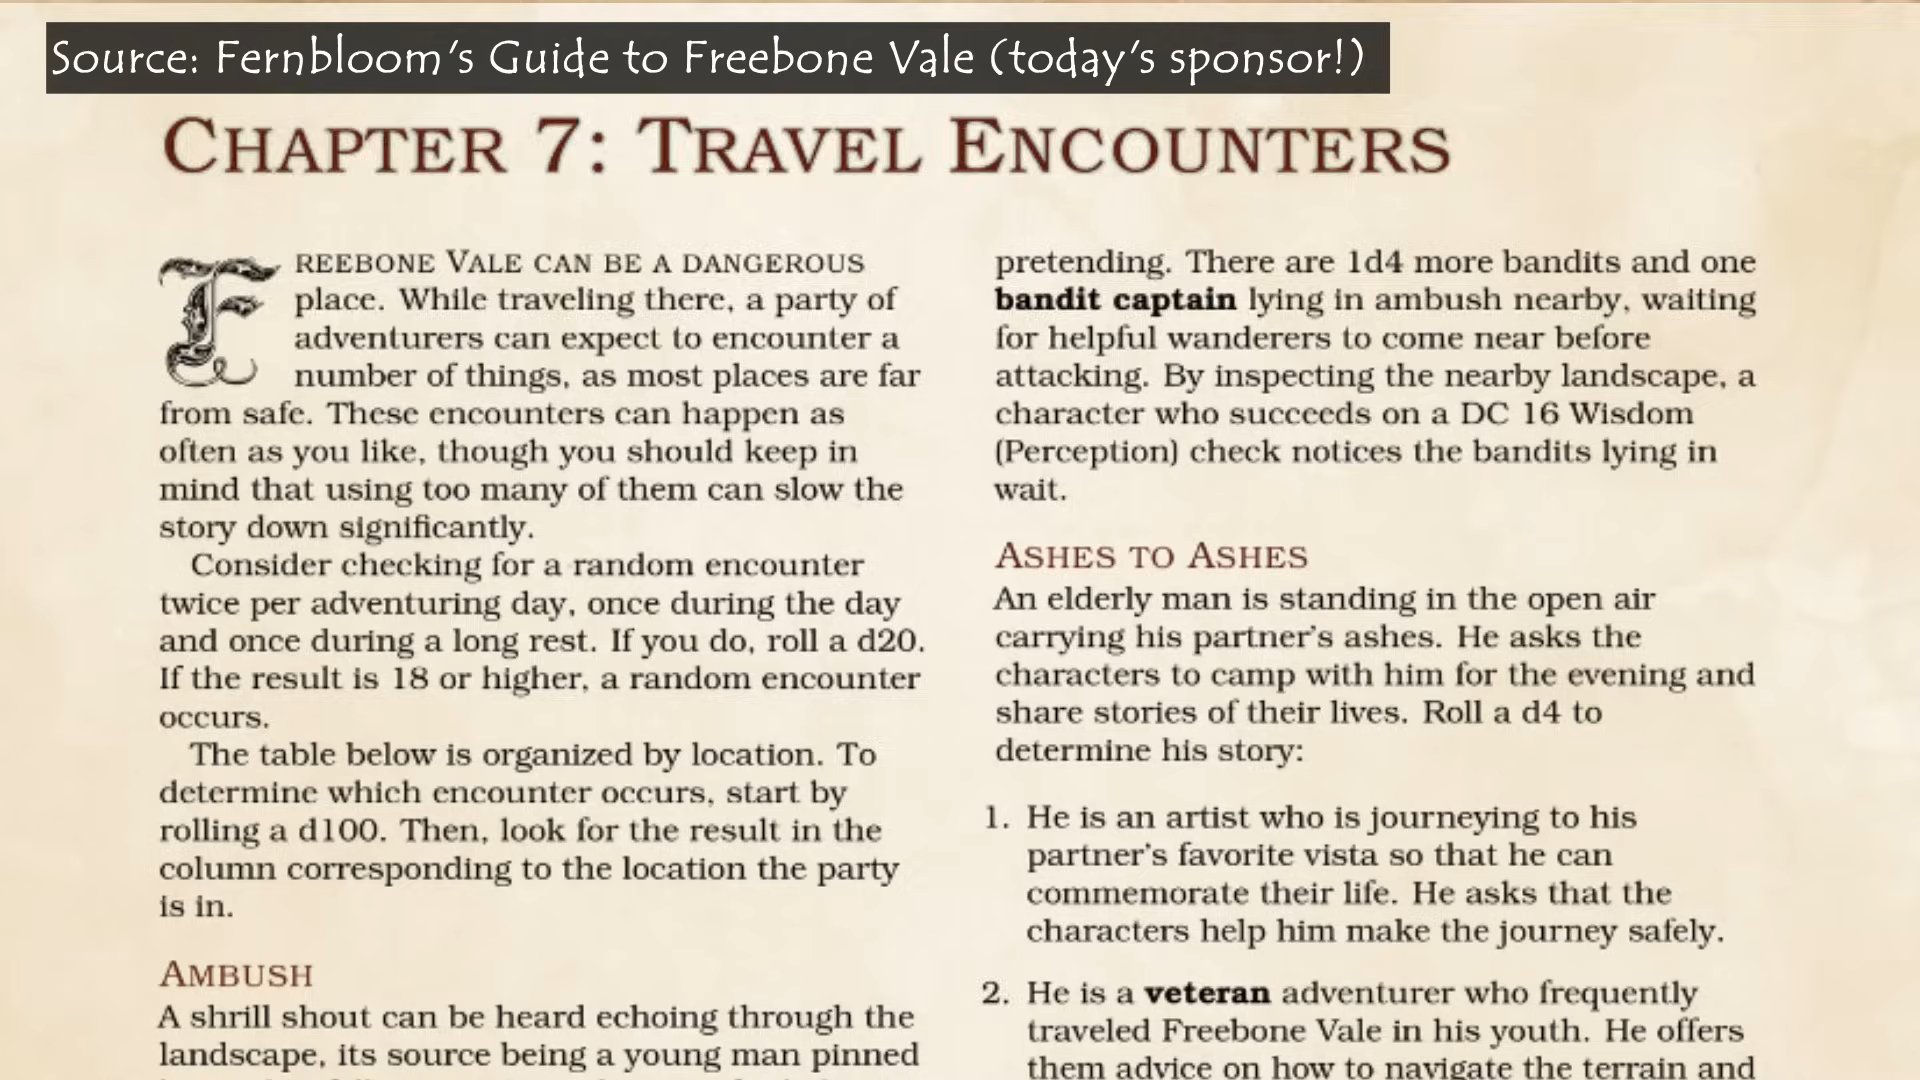 Source: Fernbloom's Guide to Freebone Vale (today's sponsor!)
CHAPTER 7: TRAVEL ENCOUNTERS
FREEBONE VALE CAN BE A DANGEROUS
place. While traveling there, a party of
adventurers can expect to encounter a
number of things, as most places are far
from safe. These encounters can happen as
often as you like, though you should keep in
mind that using too many of them can slow the
story down significantly.
Consider checking for a random encounter
twice per adventuring day, once during the day
and once during a long rest. If you do, roll a d20.
If the result is 18 or higher, a random encounter
occurs.
The table below is organized by location. To
determine which encounter occurs, start by
rolling a d100. Then, look for the result in the
column corresponding to the location the party
is in.
AMBUSH
A shrill shout can be heard echoing through the
landscape, its source being a young man pinned
pretending. There are 1d4 more bandits and one
bandit captain lying in ambush nearby, waiting
for helpful wanderers to come near before
attacking. By inspecting the nearby landscape, a
character who succeeds on a DC 16 Wisdom
(Perception) check notices the bandits lying in
wait.
ASHES TO ASHES
An elderly man is standing in the open air
carrying his partner's ashes. He asks the
characters to camp with him for the evening and
share stories of their lives. Roll a d4 to
determine his story:
1. He is an artist who is journeying to his
partner's favorite vista so that he can
commemorate their life. He asks that the
characters help him make the journey safely.
2. He is a veteran adventurer who frequently
traveled Freebone Vale in his youth. He offers
them advice on how to navigate the terrain and